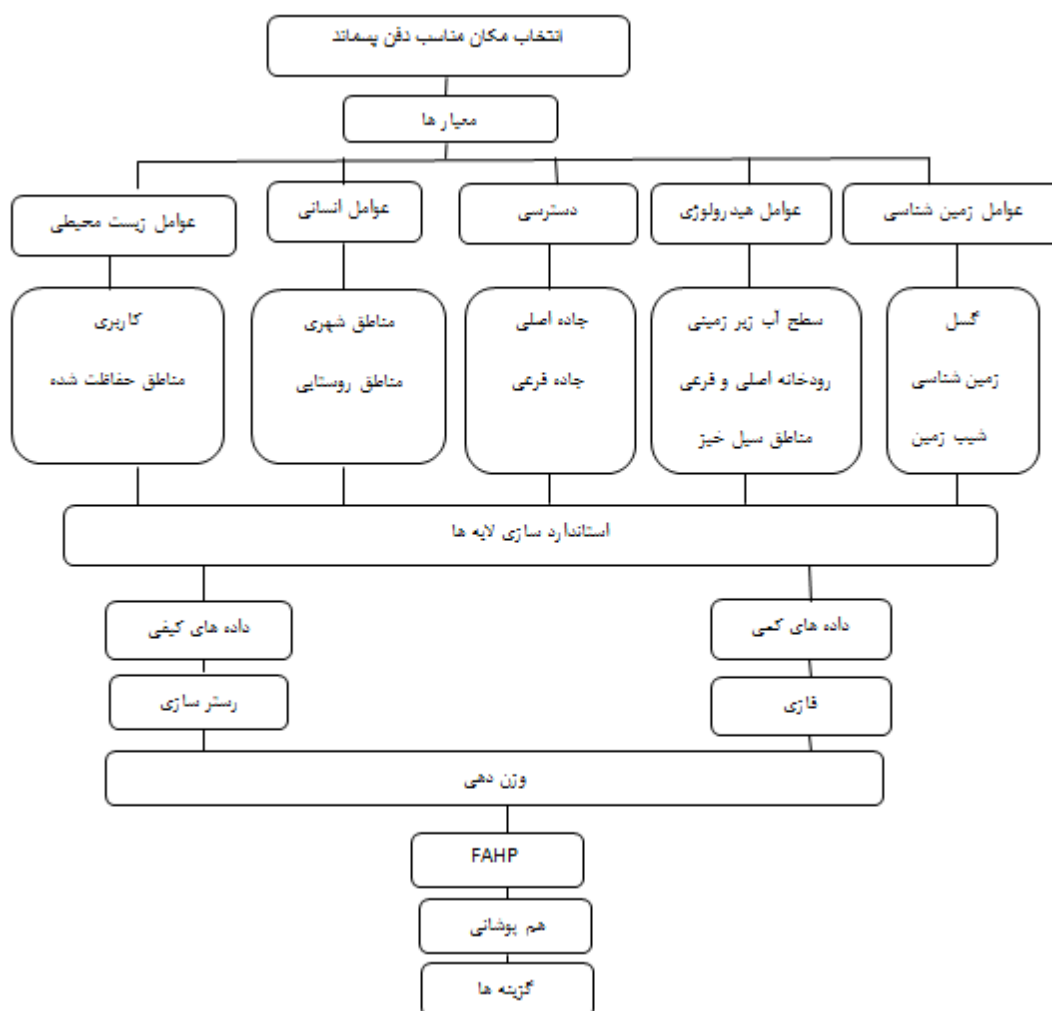 انتخاب مکان مناسب دفن پسماند
معیار ها
عوامل زمین شناسی
عوامل هیدرولوژی
دسترسی
عوامل انسانی
عوامل زیست محیطی
گسل
زمین شناسی
شیب زمین
سطح آب زیر زمینی
رودخانه اصلی و فرعی
مناطق سیل خیز
جاده اصلی
جاده فرعی
مناطق شهری
مناطق روستایی
کاربری
مناطق حفاظت شده
استاندارد سازی لایه ها
داده های کمی
داده های کیفی
فازی
رستر سازی
وزن دهی
FAHP
هم پوشانی
گزینه ها